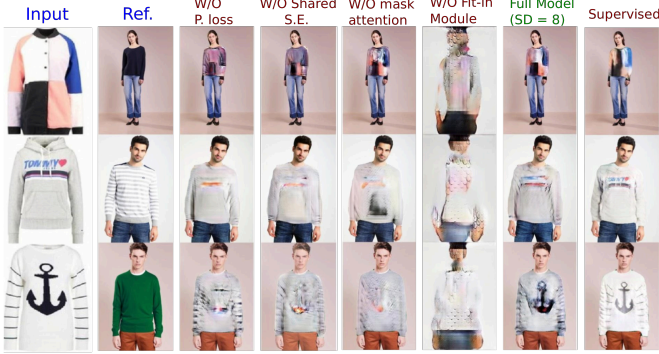 Input
Ref.
W/O
P. loss
W/O Shared
S.E.
W/O mask
attention
W/O Fit-in
Module
Full Model
(SD = 8)
Supervised
TOMMY